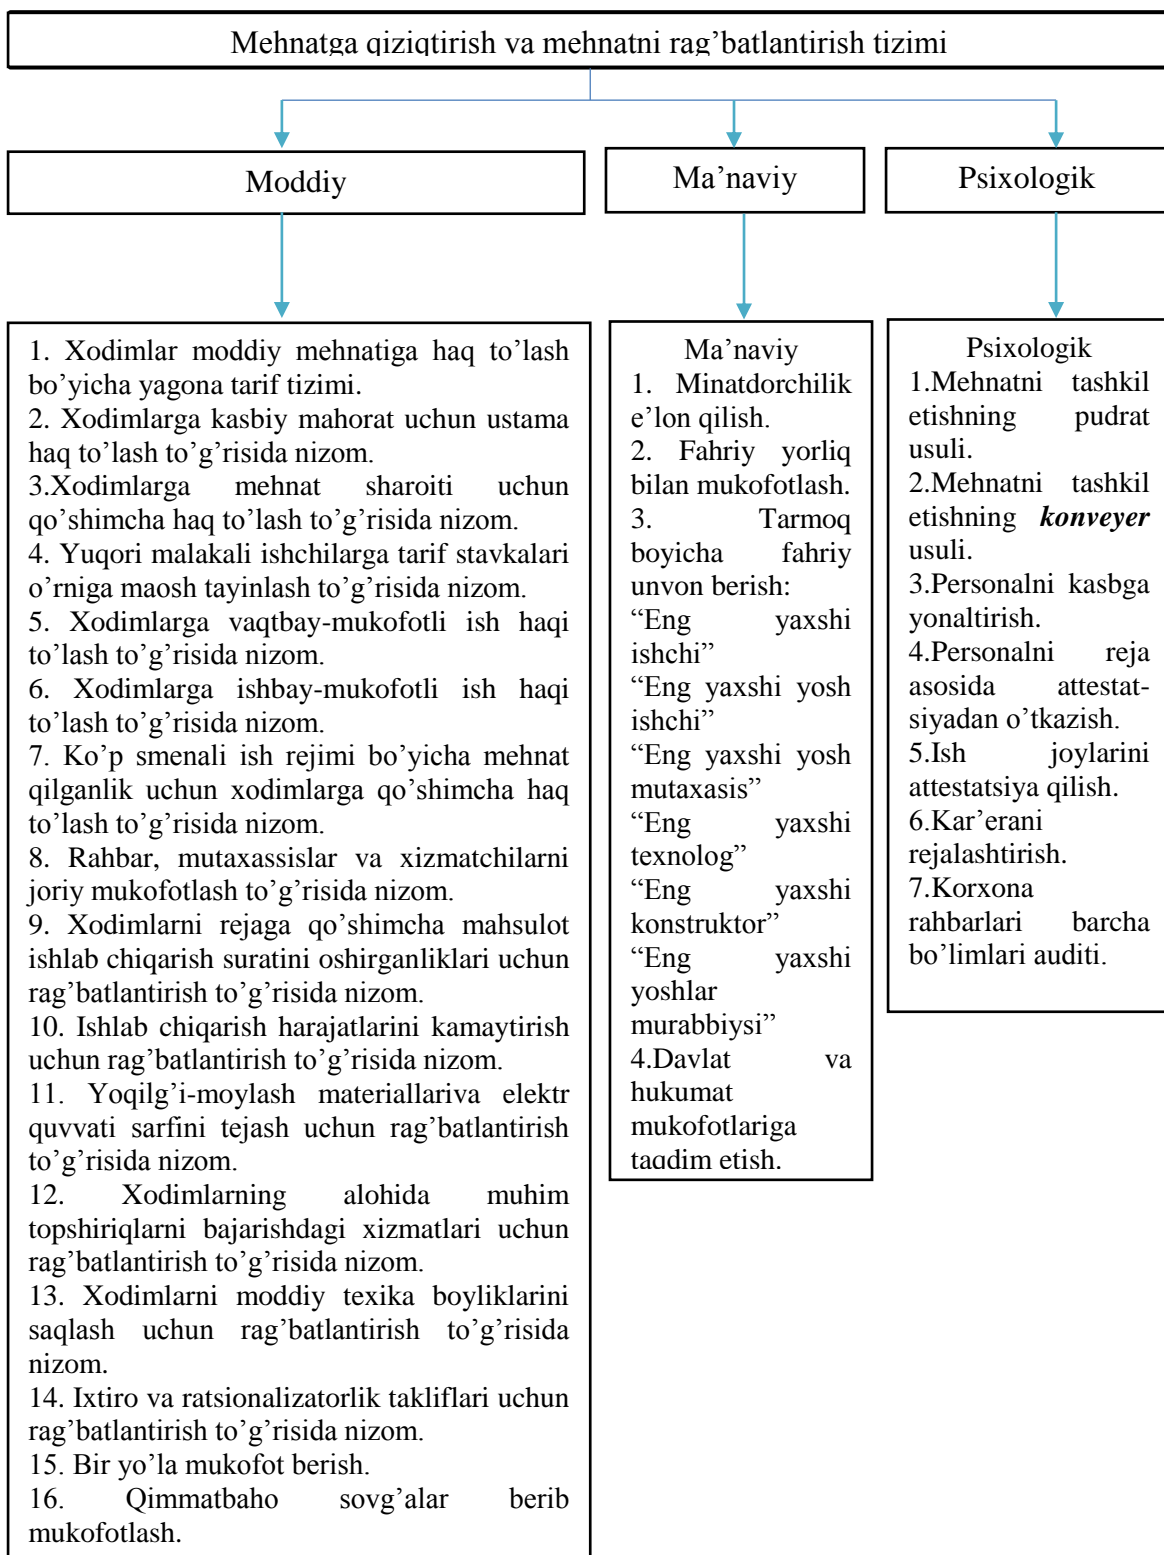 Mehnatga qiziqtirish va mehnatni rag’batlantirish tizimi
Moddiy
Ma’naviy
Psixologik
1. Xodimlar moddiy mehnatiga haq to’lash
bo’yicha yagona tarif tizimi.
2. Xodimlarga kasbiy mahorat uchun ustama
haq to’lash to’g’risida nizom.
3.Xodimlarga mehnat sharoiti uchun
qo’shimcha haq to’lash to’g’risida nizom.
4. Yuqori malakali ishchilarga tarif stavkalari
o’rniga maosh tayinlash to’g’risida nizom.
5. Xodimlarga vaqtbay-mukofotli ish haqi
to’lash to’g’risida nizom.
6. Xodimlarga ishbay-mukofotli ish haqi
to’lash to’g’risida nizom.
7. Ko’p smenali ish rejimi bo’yicha mehnat
qilganlik uchun xodimlarga qo’shimcha haq
to’lash to’g’risida nizom.
8. Rahbar, mutaxassislar va xizmatchilarni
joriy mukofotlash to’g’risida nizom.
9. Xodimlarni rejaga qo’shimcha mahsulot
ishlab chiqarish suratini oshirganliklari uchun
rag’batlantirish to’g’risida nizom.
10. Ishlab chiqarish harajatlarini kamaytirish
uchun rag’batlantirish to’g’risida nizom.
11. Yoqilg’i-moylash materiallariva elektr
quvvati sarfini tejash uchun rag’batlantirish
to’g’risida nizom.
12. Xodimlarning alohida muhim
topshiriqlarni bajarishdagi xizmatlari uchun
rag’batlantirish to’g’risida nizom.
13. Xodimlarni moddiy texika boyliklarini
saqlash uchun rag’batlantirish to’g’risida
nizom.
14. Ixtiro va ratsionalizatorlik takliflari uchun
rag’batlantirish to’g’risida nizom.
15. Bir yo’la mukofot berish.
16. Qimmatbaho sovg’alar berib
mukofotlash.
Ma’naviy
1. Minatdorchilik
e’lon qilish.
2. Fahriy yorliq
bilan mukofotlash.
3. Tarmoq
boyicha fahriy
unvon berish:
“Eng yaxshi
ishchi”
“Eng yaxshi yosh
ishchi”
“Eng yaxshi yosh
mutaxasis”
“Eng yaxshi
texnolog”
“Eng yaxshi
konstruktor”
“Eng yaxshi
yoshlar
murabbiysi”
4.Davlat va
hukumat
mukofotlariga
taqdim etish.
Psixologik
1.Mehnatni tashkil
etishning pudrat
usuli.
2.Mehnatni tashkil
etishning konveyer
usuli.
3.Personalni kasbga
yonaltirish.
4.Personalni reja
asosida attestat-
siyadan o’tkazish.
5.Ish joylarini
attestatsiya qilish.
6.Kar’erani
rejalashtirish.
7.Korxona
rahbarlari barcha
bo’limlari auditi.